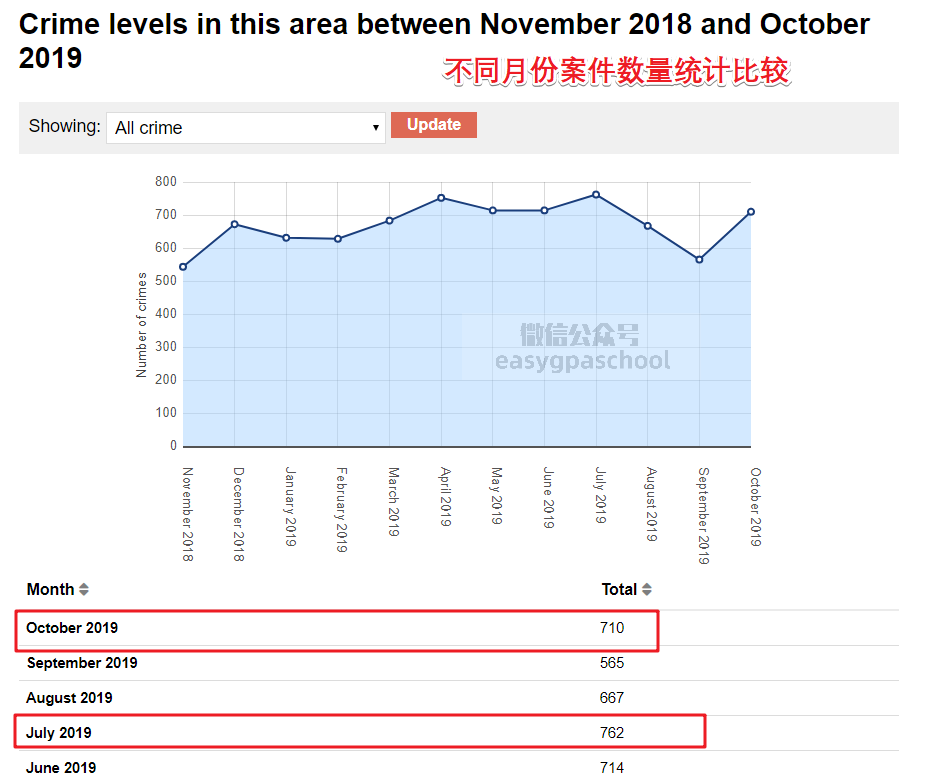 Crime levels in this area between November 2018 and October
2019
不同月份案件数量统计比较
Showing: All crime Update
800
700
600
500
400
300
200
100
0
Number of crimes
微信公众号
easygpaschool
November 2018
December 2018
January 2019
February 2019
March 2019
April 2019
May 2019
June 2019
July 2019
August 2019
September 2019
October 2019
Month Total
October 2019 710
September 2019 565
August 2019 667
July 2019 762
June 2019 714